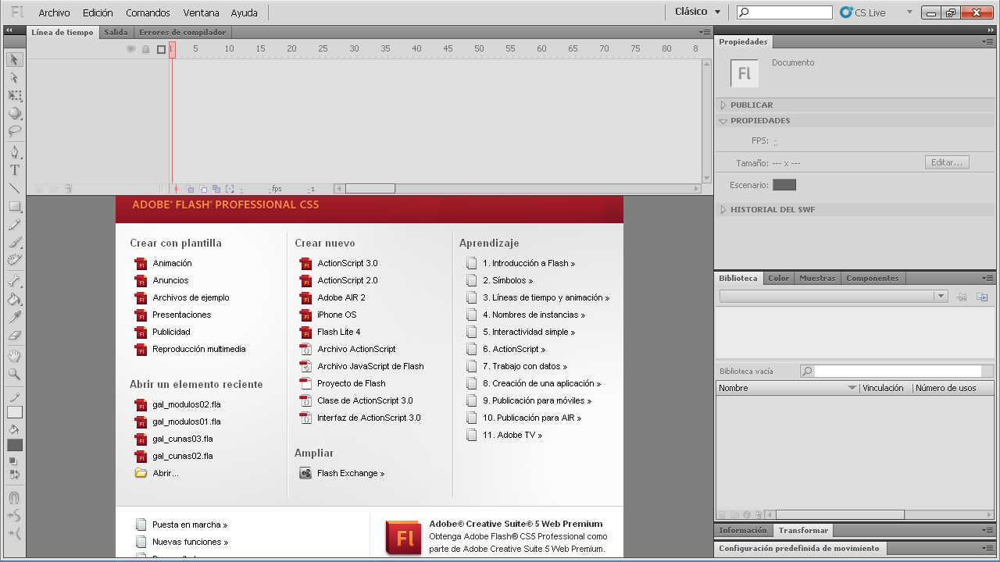 Fl Archivo Edición Comandos Ventana Ayuda Clásico CS Live
Línea de tiempo Salida Errores de compilador
1 5 10 15 20 25 30 35 40 45 50 55 60 65 70 75 80 8
fps s
Propiedades
Fl Documento
PUBLICAR
PROPIEDADES
FPS: -
Tamaño: --- x --- Editar...
Escenario:
HISTORIAL DEL SWF
ADOBE® FLASH® PROFESSIONAL CS5
Crear con plantilla
Animación
Anuncios
Archivos de ejemplo
Presentaciones
Publicidad
Reproducción multimedia
Abrir un elemento reciente
gal_modulos02.fla
gal_modulos01.fla
gal_cunas03.fla
gal_cunas02.fla
Abrir...
Crear nuevo
ActionScript 3.0
ActionScript 2.0
Adobe AIR 2
iPhone OS
Flash Lite 4
Archivo ActionScript
Archivo JavaScript de Flash
Proyecto de Flash
Clase de ActionScript 3.0
Interfaz de ActionScript 3.0
Ampliar
Flash Exchange »
Aprendizaje
1. Introducción a Flash »
2. Símbolos »
3. Líneas de tiempo y animación »
4. Nombres de instancias »
5. Interactividad simple »
6. ActionScript »
7. Trabajo con datos »
8. Creación de una aplicación »
9. Publicación para móviles »
10. Publicación para AIR »
11. Adobe TV »
Puesta en marcha »
Nuevas funciones »
Fl
Adobe® Creative Suite® 5 Web Premium
Obtenga Adobe Flash® CS5 Professional como
parte de Adobe Creative Suite 5 Web Premium.
Biblioteca Color Muestras Componentes
Biblioteca vacía
Nombre Vinculación Número de usos
Información Transformar
Configuración predefinida de movimiento